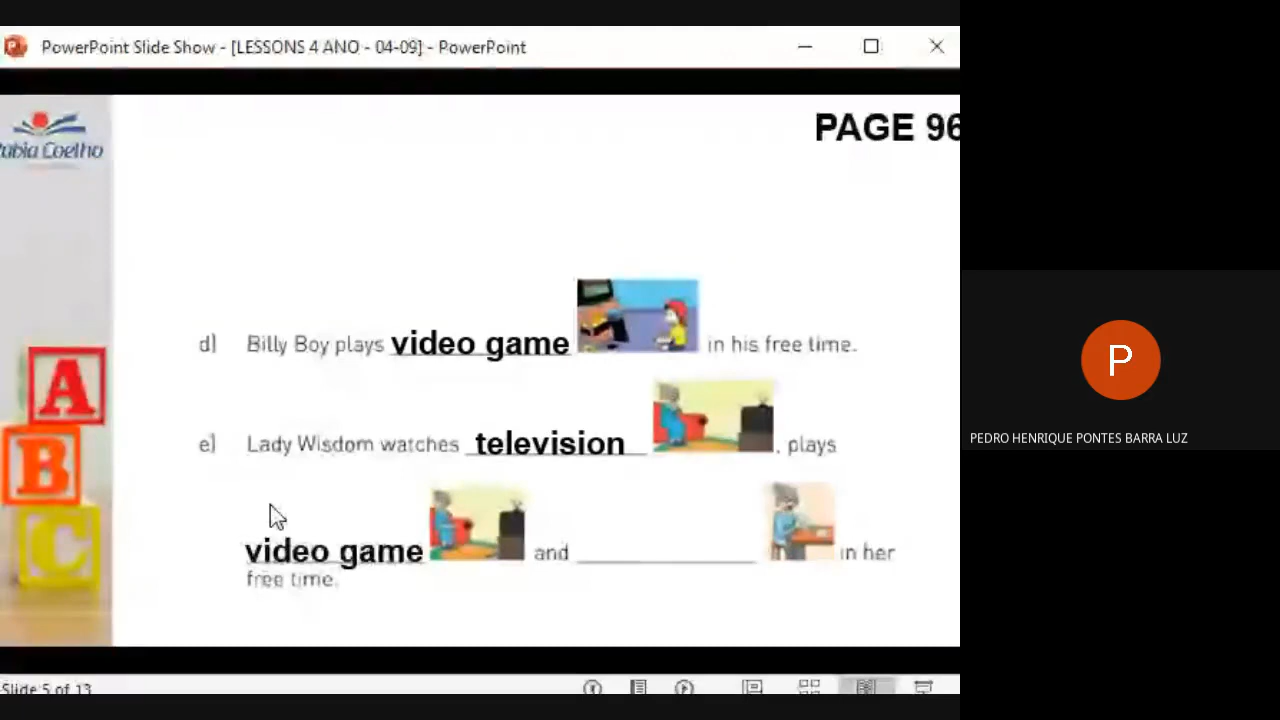 PowerPoint Slide Show - [LESSONS 4 ANO - 04-09] - PowerPoint
PAGE 96
Coelho
d) Billy Boy plays video game in his free time.
A
e) Lady Wisdom watches television , plays
B
video game and ____________ in her
free time.
C
P
PEDRO HENRIQUE PONTES BARRA LUZ
Slide 5 of 13